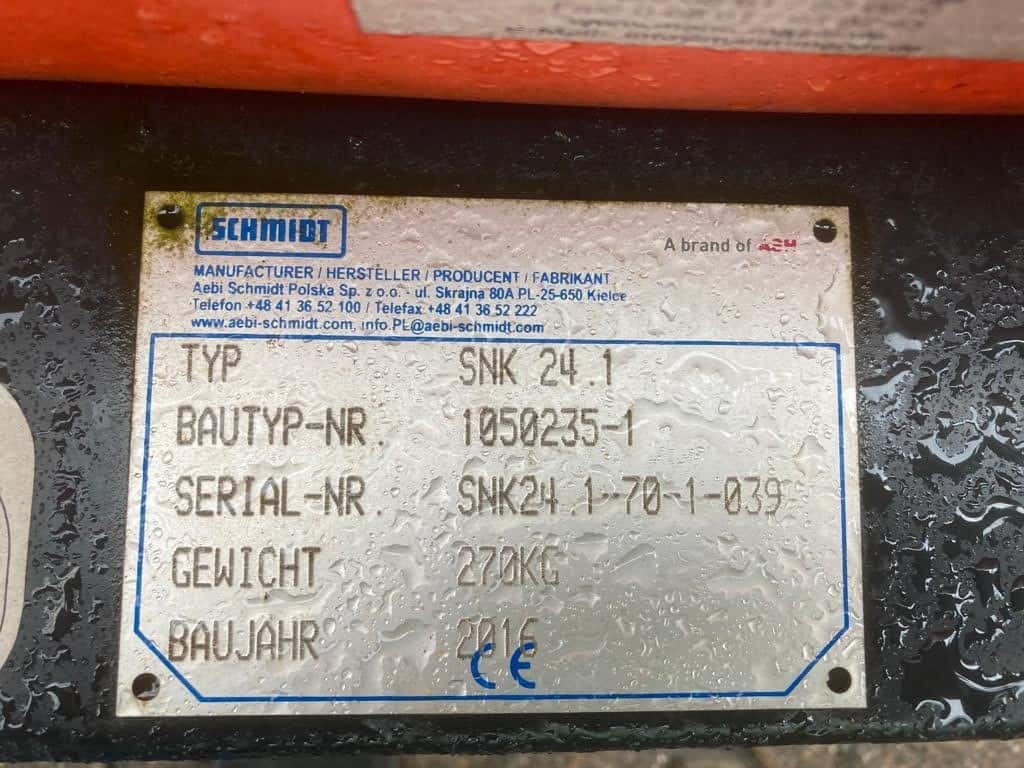 SCHMIDT
A brand of ASH
MANUFACTURER / HERSTELLER / PRODUCENT / FABRIKANT
Aebi Schmidt Polska Sp. z o.o. - ul. Skrajna 80A PL-25-650 Kielce
Telefon +48 41 36 52 100 / Telefax +48 41 36 52 222
www.aebi-schmidt.com, info.PL@aebi-schmidt.com
TYP SNK 24.1
BAUTYP-NR. 1050235-1
SERIAL-NR. SNK24.1-70-1-039
GEWICHT 270KG
BAUJAHR 2016
CE